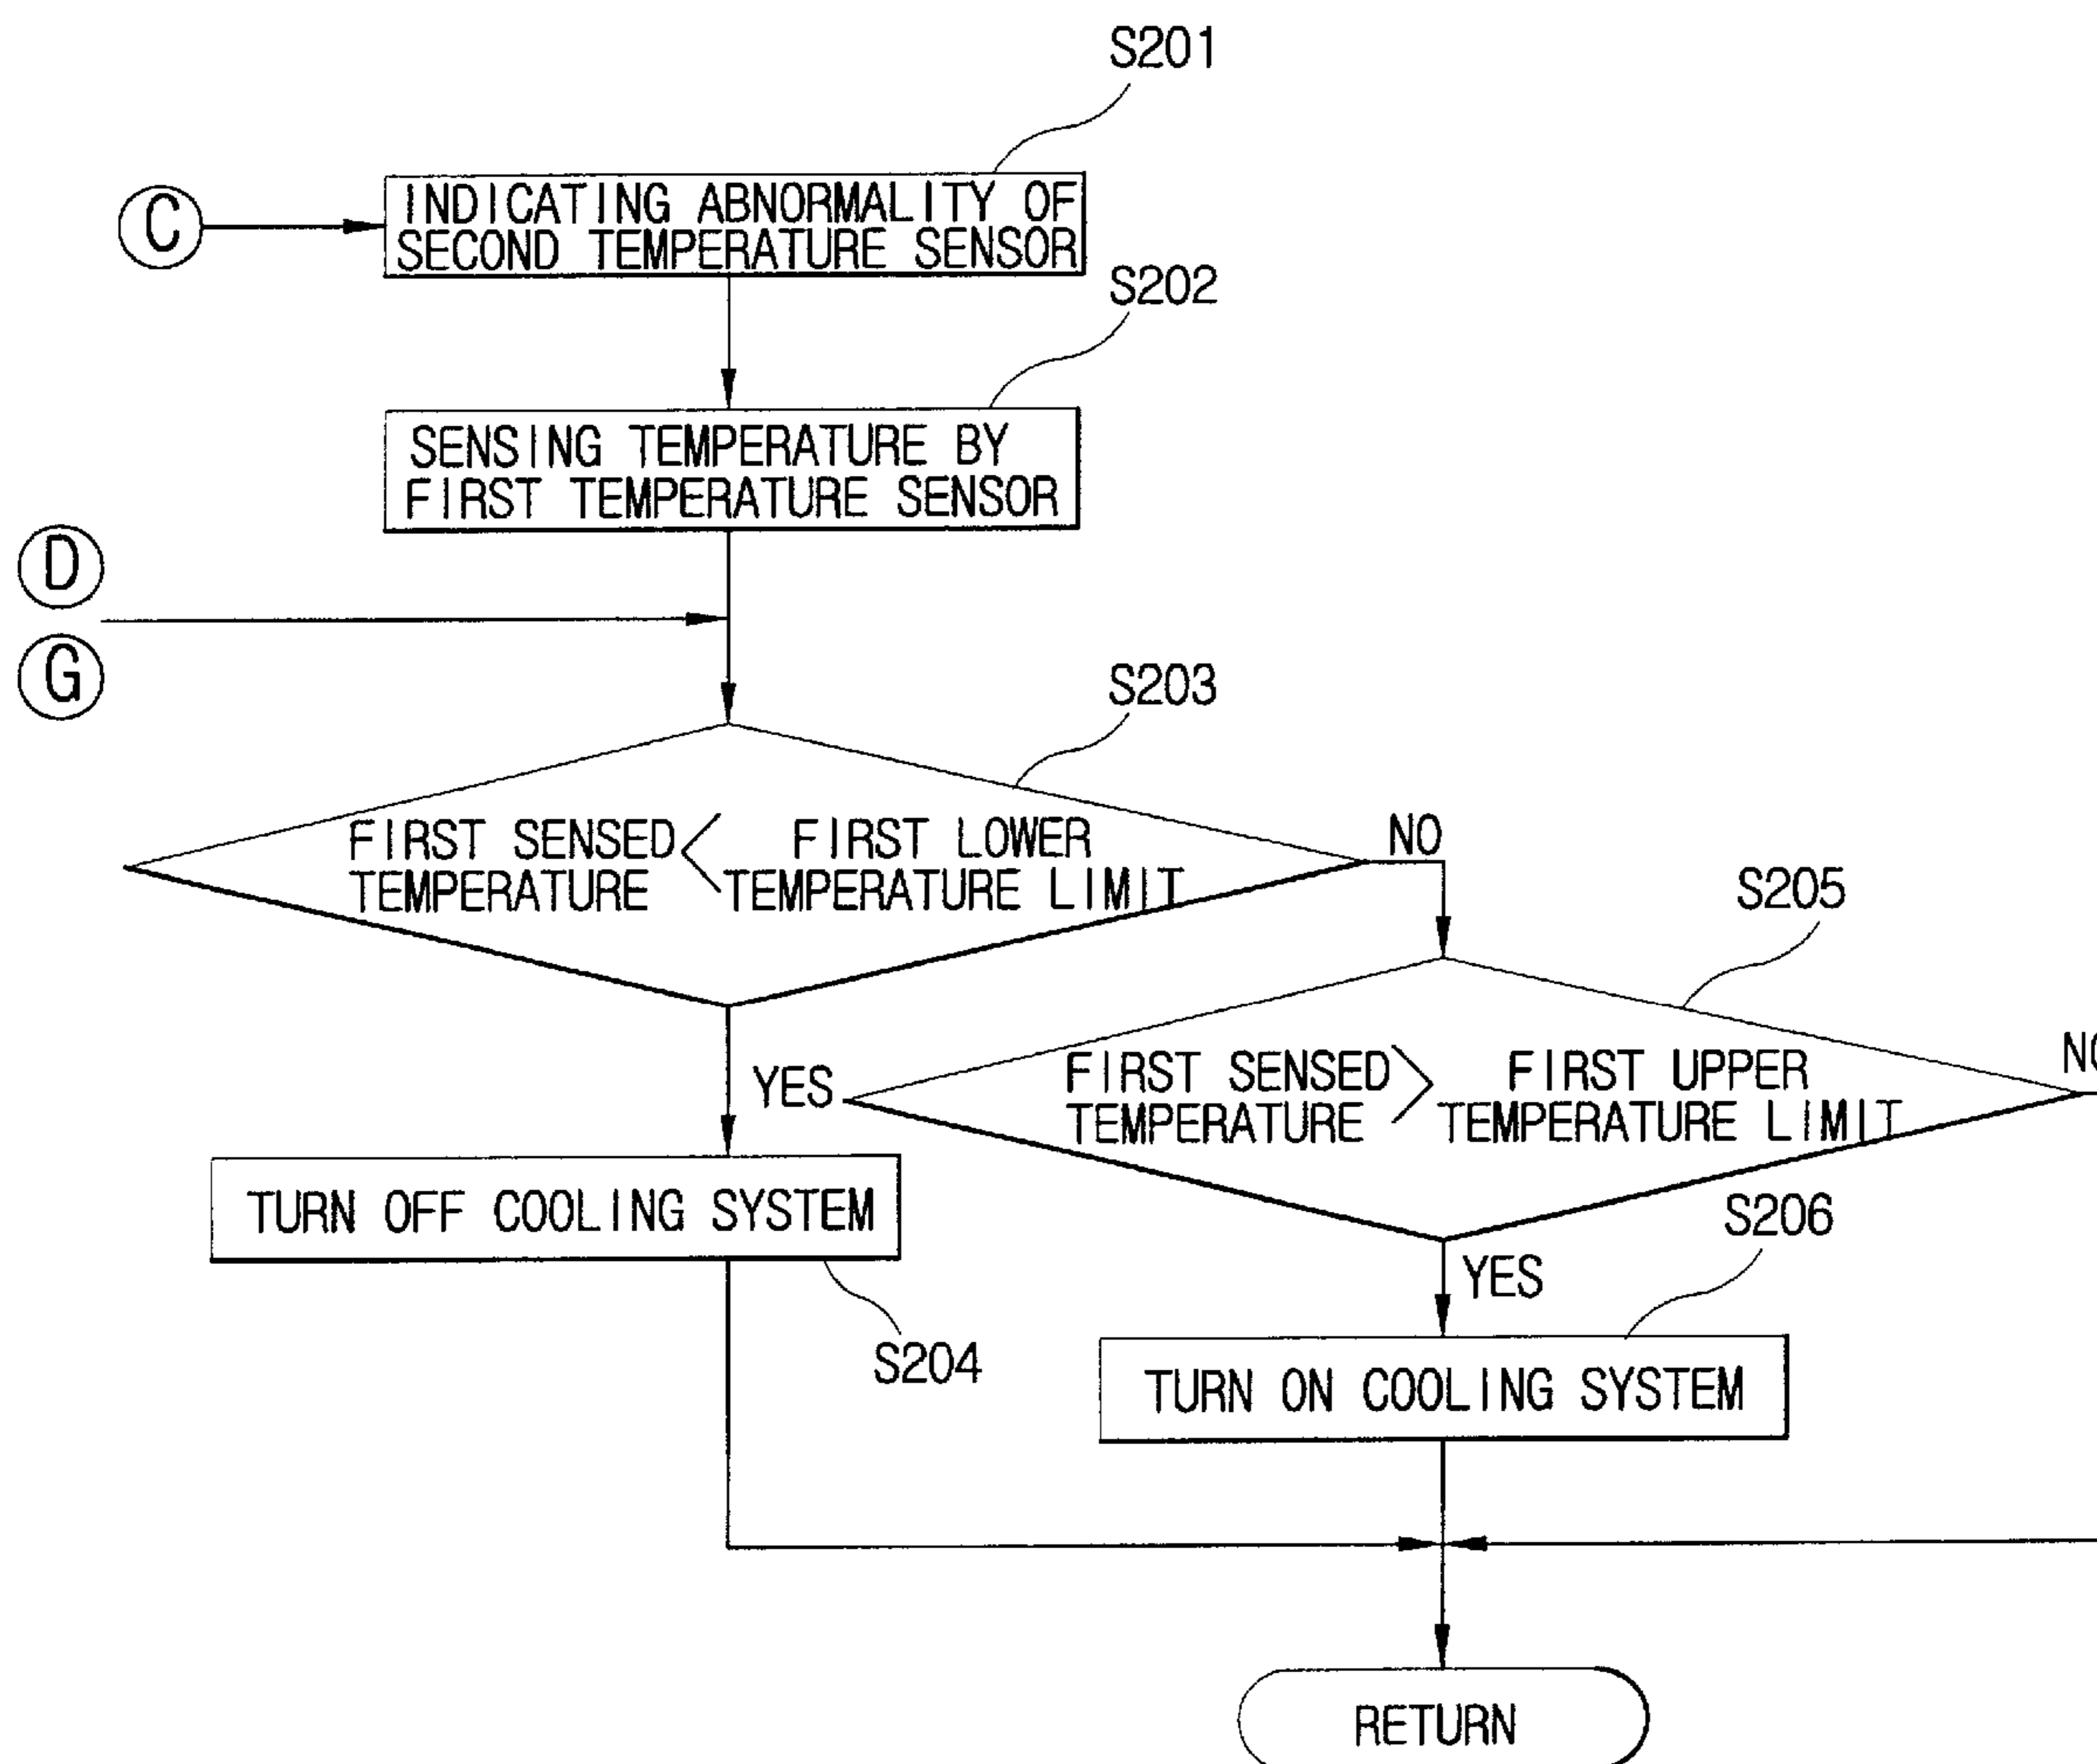 S201
C
INDICATING ABNORMALITY OF
SECOND TEMPERATURE SENSOR
S202
SENSING TEMPERATURE BY
FIRST TEMPERATURE SENSOR
D
G
S203
FIRST SENSED < FIRST LOWER
TEMPERATURE TEMPERATURE LIMIT
NO
S205
YES
FIRST SENSED > FIRST UPPER
TEMPERATURE TEMPERATURE LIMIT
NO
TURN OFF COOLING SYSTEM
S206
YES
S204
TURN ON COOLING SYSTEM
RETURN